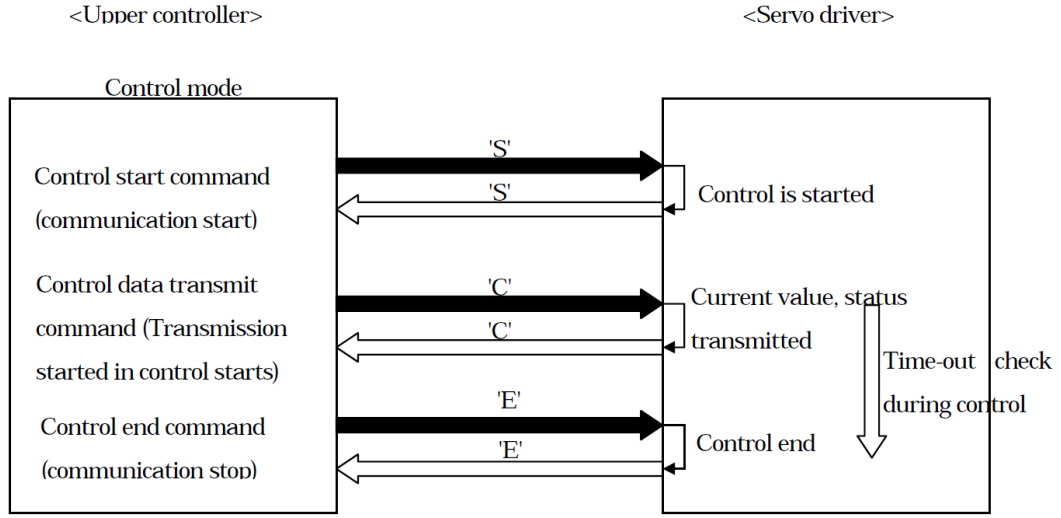 <Upper controller>
<Servo driver>
Control mode
'S'
Control start command
(communication start)
'S'
Control is started
Control data transmit
command (Transmission
started in control starts)
'C'
'C'
Current value, status
transmitted
Time-out check
during control
Control end command
(communication stop)
'E'
'E'
Control end